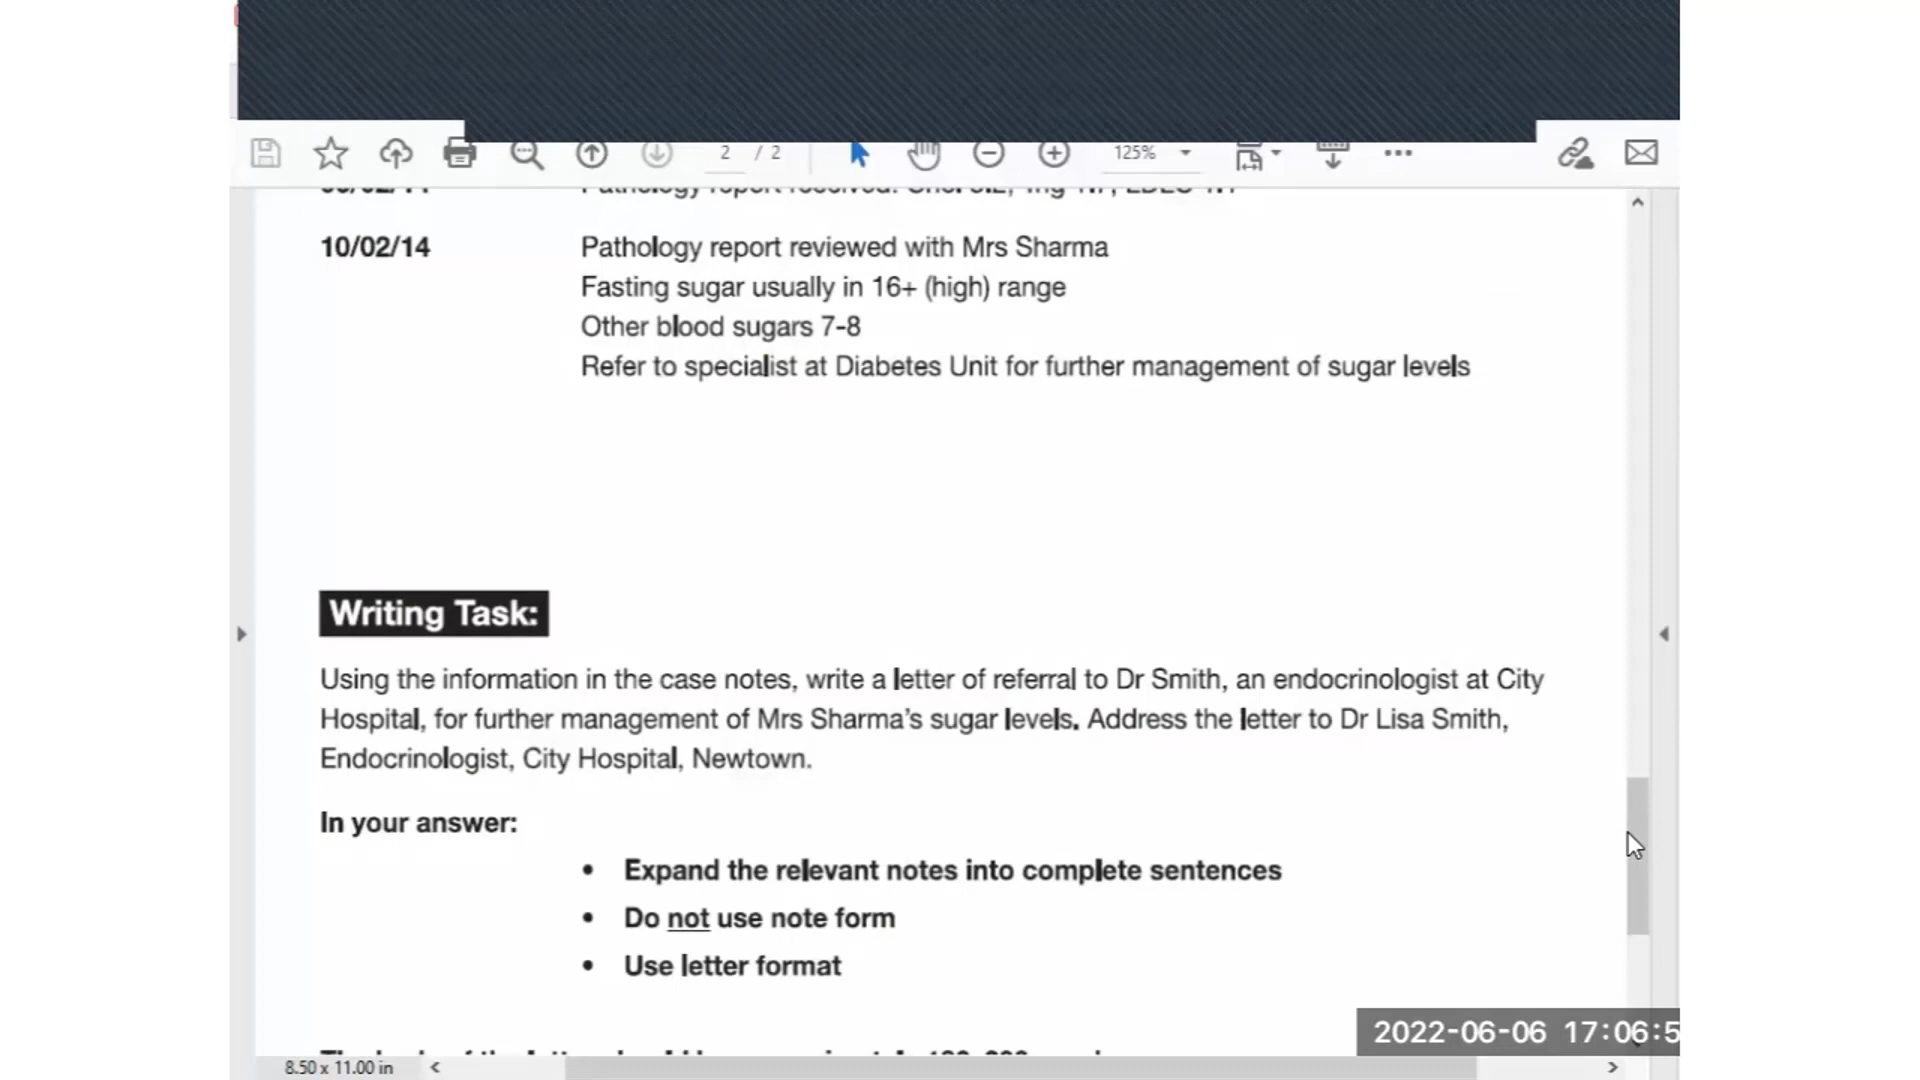 2 / 2
125%
Pathology report received:
10/02/14
Pathology report reviewed with Mrs Sharma
Fasting sugar usually in 16+ (high) range
Other blood sugars 7-8
Refer to specialist at Diabetes Unit for further management of sugar levels
Writing Task:
Using the information in the case notes, write a letter of referral to Dr Smith, an endocrinologist at City
Hospital, for further management of Mrs Sharma's sugar levels. Address the letter to Dr Lisa Smith,
Endocrinologist, City Hospital, Newtown.
In your answer:
• Expand the relevant notes into complete sentences
• Do not use note form
• Use letter format
2022-06-06 17:06:5
8.50 x 11.00 in